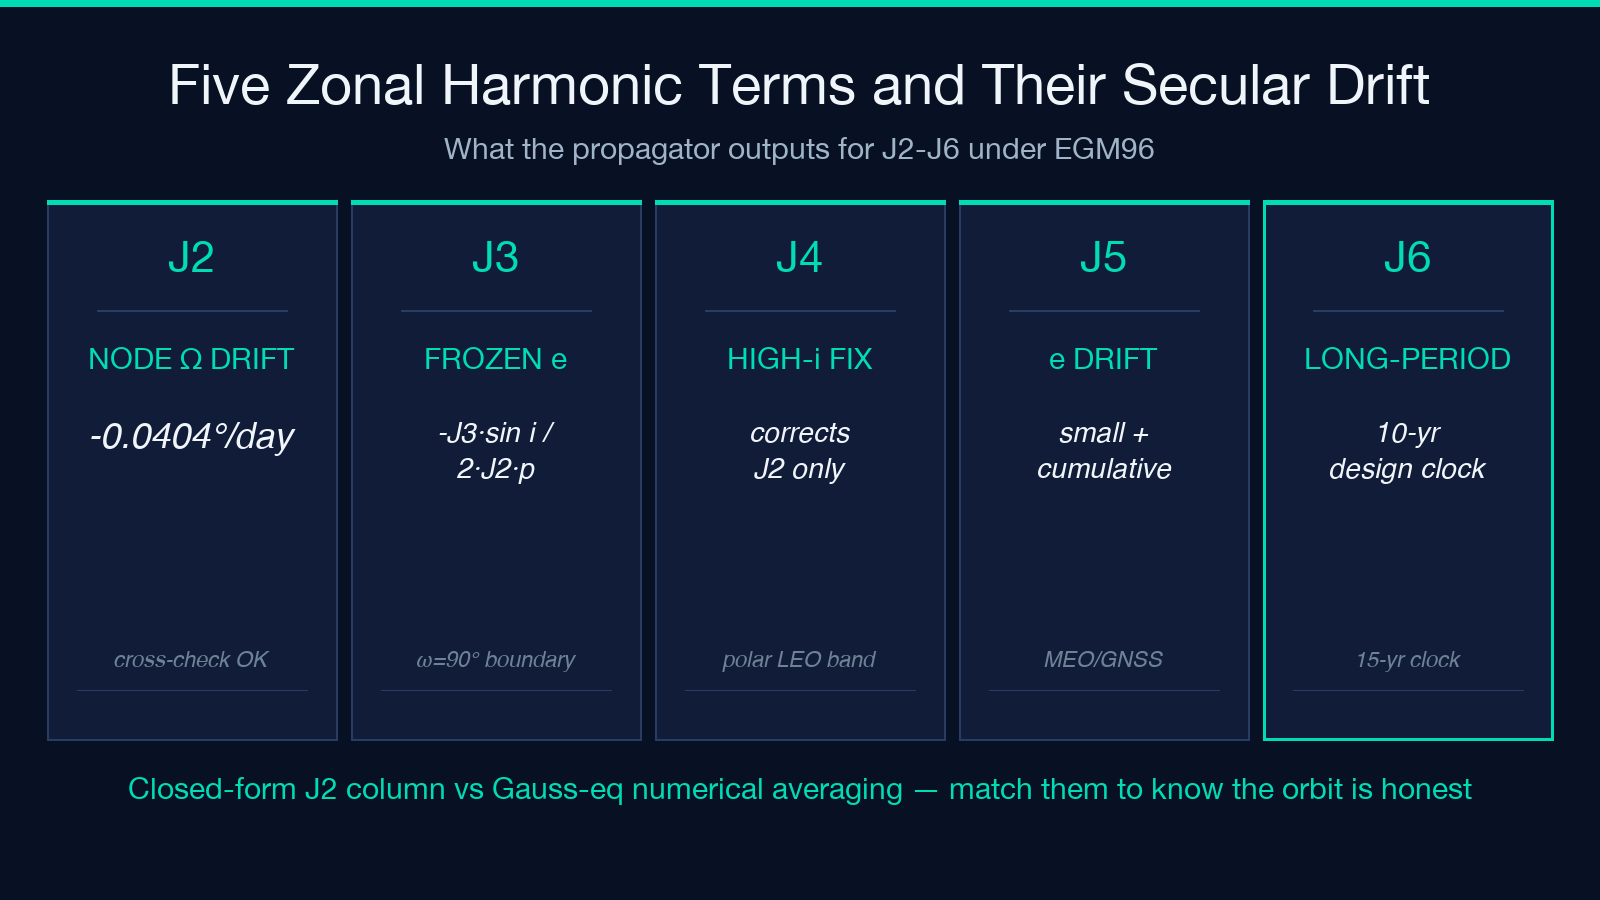 Five Zonal Harmonic Terms and Their Secular Drift
What the propagator outputs for J2-J6 under EGM96
J2
NODE Ω DRIFT
-0.0404°/day
cross-check OK
J3
FROZEN e
-J3·sin i /
2·J2·p
ω=90° boundary
J4
HIGH-i FIX
corrects
J2 only
polar LEO band
J5
e DRIFT
small +
cumulative
MEO/GNSS
J6
LONG-PERIOD
10-yr
design clock
15-yr clock
Closed-form J2 column vs Gauss-eq numerical averaging — match them to know the orbit is honest